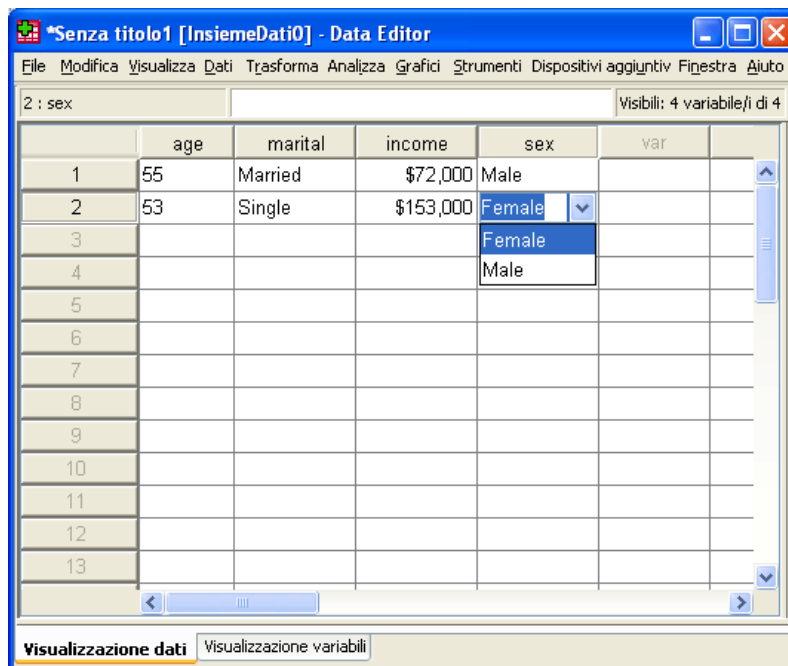 *Senza titolo1 [InsiemeDati0] - Data Editor
File Modifica Visualizza Dati Trasforma Analizza Grafici Strumenti Dispositivi aggiuntiv Finestra Aiuto
2 : sex Visibili: 4 variabile/i di 4
age marital income sex var
1 55 Married $72,000 Male
2 53 Single $153,000 Female
3 Female
4 Male
5
6
7
8
9
10
11
12
13
Visualizzazione dati Visualizzazione variabili